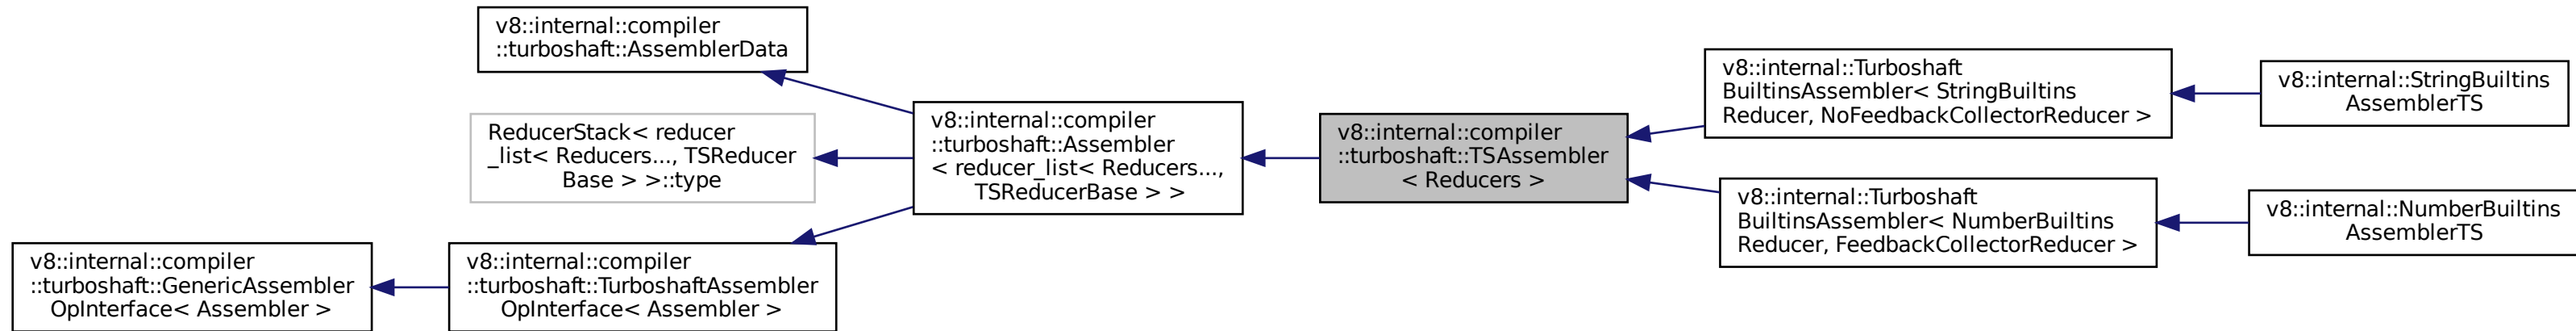 v8::internal::compiler
::turboshaft::AssemblerData
ReducerStack< reducer
_list< Reducers..., TSReducer
Base > >::type
v8::internal::compiler
::turboshaft::GenericAssembler
OpInterface< Assembler >
v8::internal::compiler
::turboshaft::TurboshaftAssembler
OpInterface< Assembler >
v8::internal::compiler
::turboshaft::Assembler
< reducer_list< Reducers...,
TSReducerBase > >
v8::internal::compiler
::turboshaft::TSAssembler
< Reducers >
v8::internal::Turboshaft
BuiltinsAssembler< StringBuiltins
Reducer, NoFeedbackCollectorReducer >
v8::internal::StringBuiltins
AssemblerTS
v8::internal::Turboshaft
BuiltinsAssembler< NumberBuiltins
Reducer, FeedbackCollectorReducer >
v8::internal::NumberBuiltins
AssemblerTS